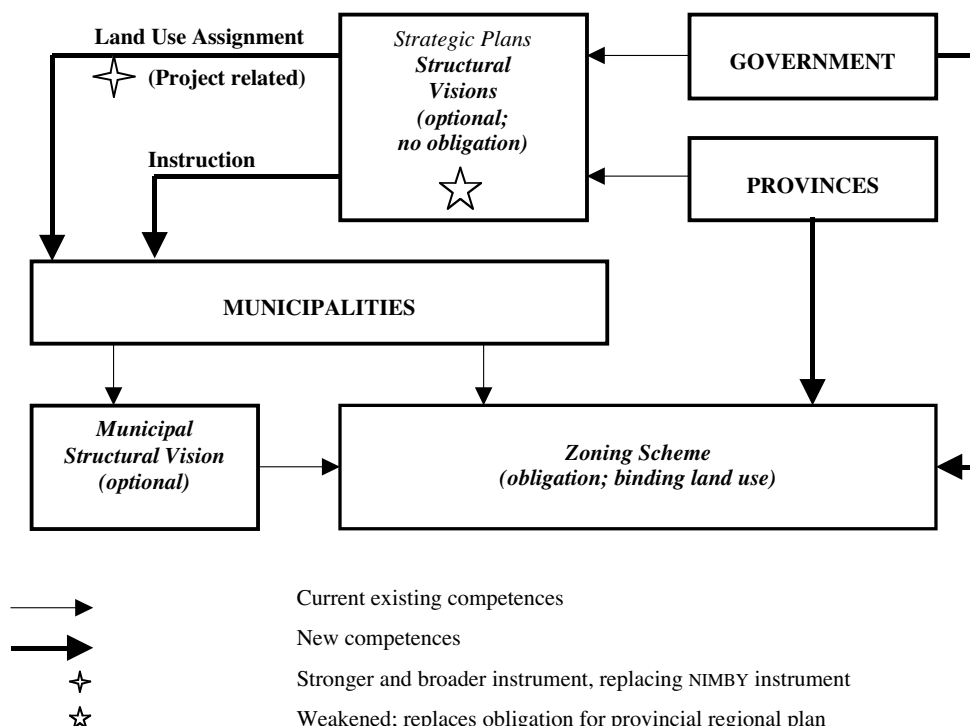 Land Use Assignment
(Project related)
Instruction
Strategic Plans
Structural
Visions
(optional;
no obligation)
GOVERNMENT
PROVINCES
MUNICIPALITIES
Municipal
Structural Vision
(optional)
Zoning Scheme
(obligation; binding land use)
Current existing competences
New competences
Stronger and broader instrument, replacing NIMBY instrument
Weakened; replaces obligation for provincial regional plan